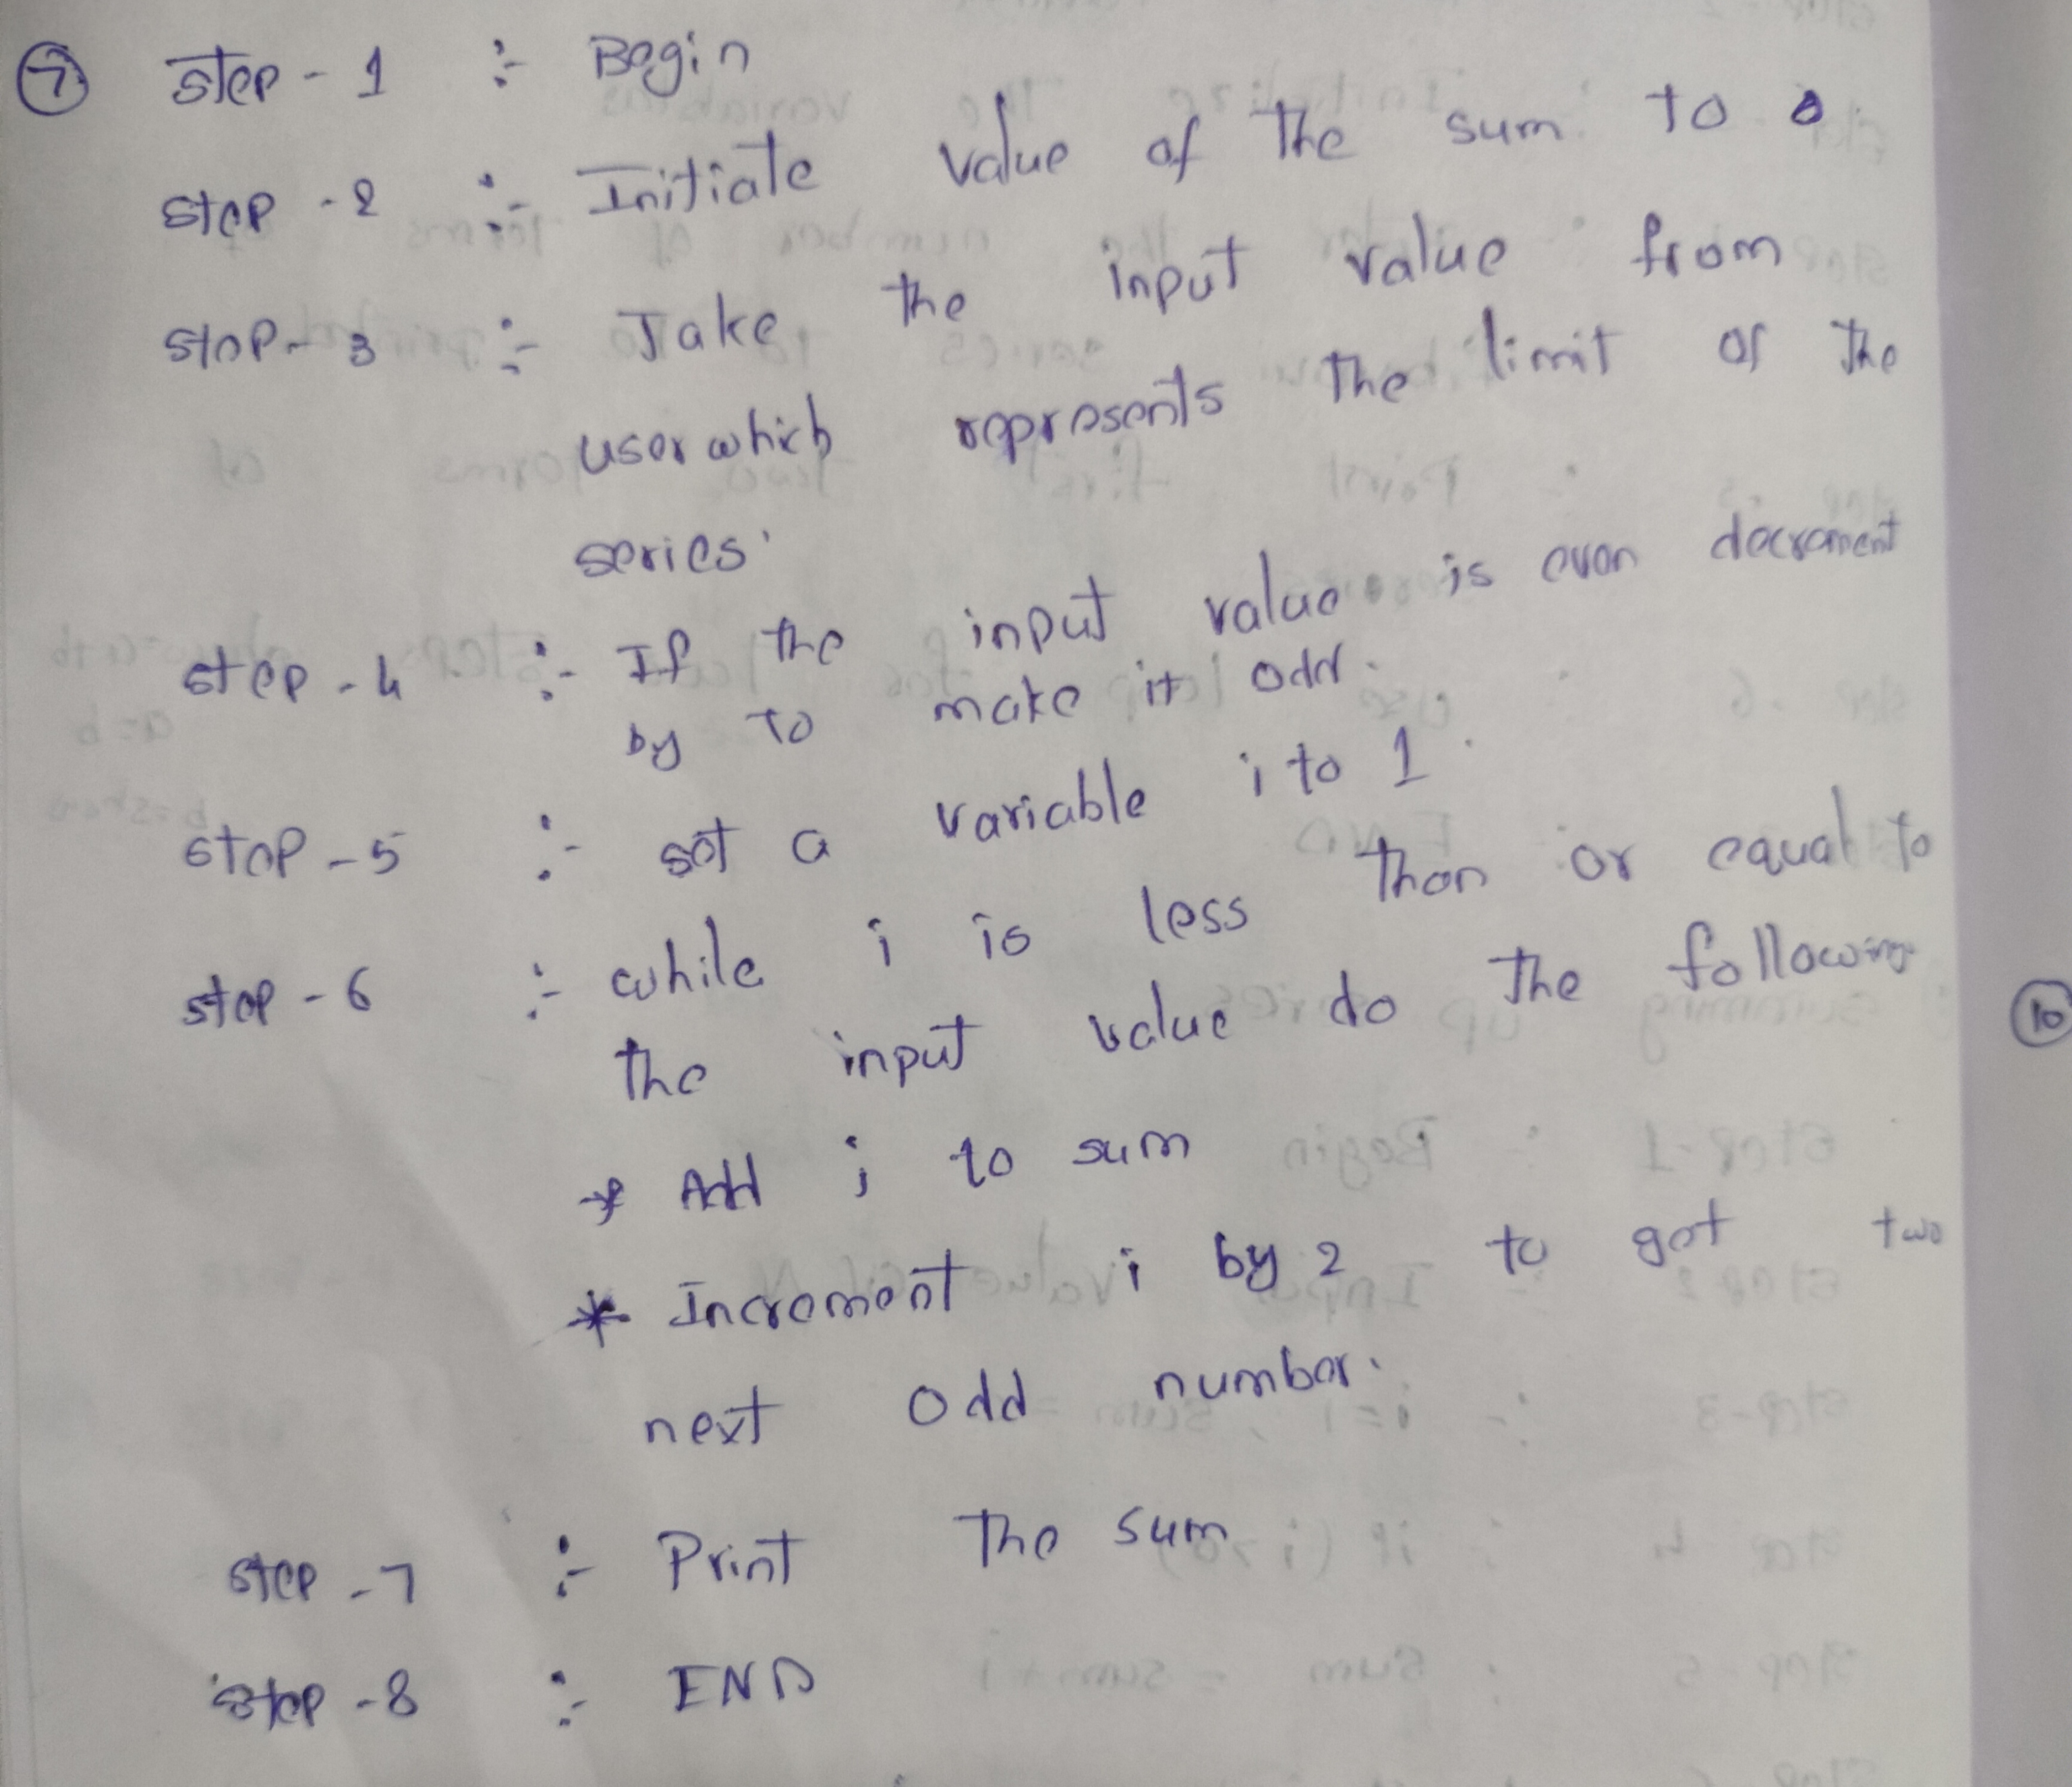 7 Step - 1 :- Begin
Step - 2 :- Initiate value of the sum to 0.
Step - 3 :- Take the input value from
user which represents the limit of the
series.
Step - 4 :- If the input value is even decrement
by to make it odd.
Step - 5 :- set a variable i to 1.
Step - 6 :- while i is less than or equal to
the input value do the following
* Add i to sum
* Increment i by 2 to get two
next odd number.
Step - 7 :- Print the sum
Step - 8 :- END
10